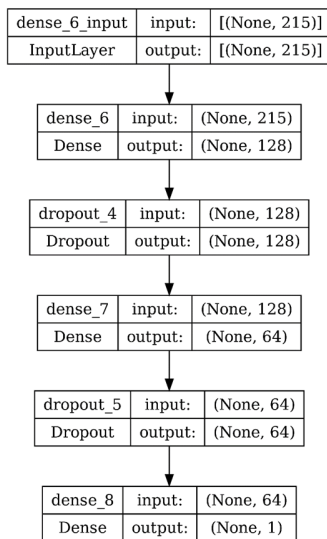 dense_6_input input: [(None, 215)]
InputLayer output: [(None, 215)]
dense_6 input: (None, 215)
Dense output: (None, 128)
dropout_4 input: (None, 128)
Dropout output: (None, 128)
dense_7 input: (None, 128)
Dense output: (None, 64)
dropout_5 input: (None, 64)
Dropout output: (None, 64)
dense_8 input: (None, 64)
Dense output: (None, 1)